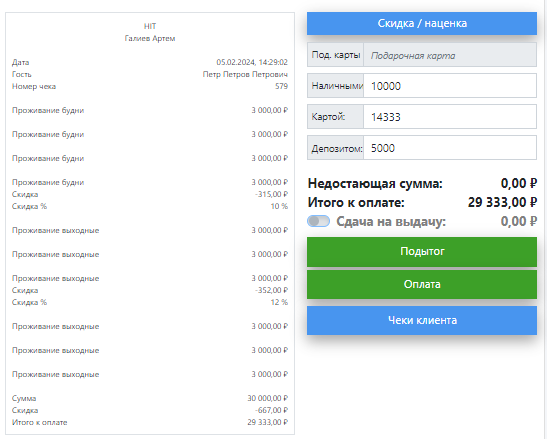 HIT
Галиев Артем
Дата 05.02.2024, 14:29:02
Гость Петр Петров Петрович
Номер чека 579
Проживание будни 3 000,00 ₽
Проживание будни 3 000,00 ₽
Проживание будни 3 000,00 ₽
Проживание будни 3 000,00 ₽
Скидка -315,00 ₽
Скидка % 10 %
Проживание выходные 3 000,00 ₽
Проживание выходные 3 000,00 ₽
Проживание выходные 3 000,00 ₽
Скидка -352,00 ₽
Скидка % 12 %
Проживание выходные 3 000,00 ₽
Проживание выходные 3 000,00 ₽
Проживание выходные 3 000,00 ₽
Сумма 30 000,00 ₽
Скидка -667,00 ₽
Итого к оплате 29 333,00 ₽
Скидка / наценка
Под. карты Подарочная карта
Наличными 10000
Картой: 14333
Депозитом: 5000
Недостающая сумма: 0,00 ₽
Итого к оплате: 29 333,00 ₽
Сдача на выдачу: 0,00 ₽
Подытог
Оплата
Чеки клиента